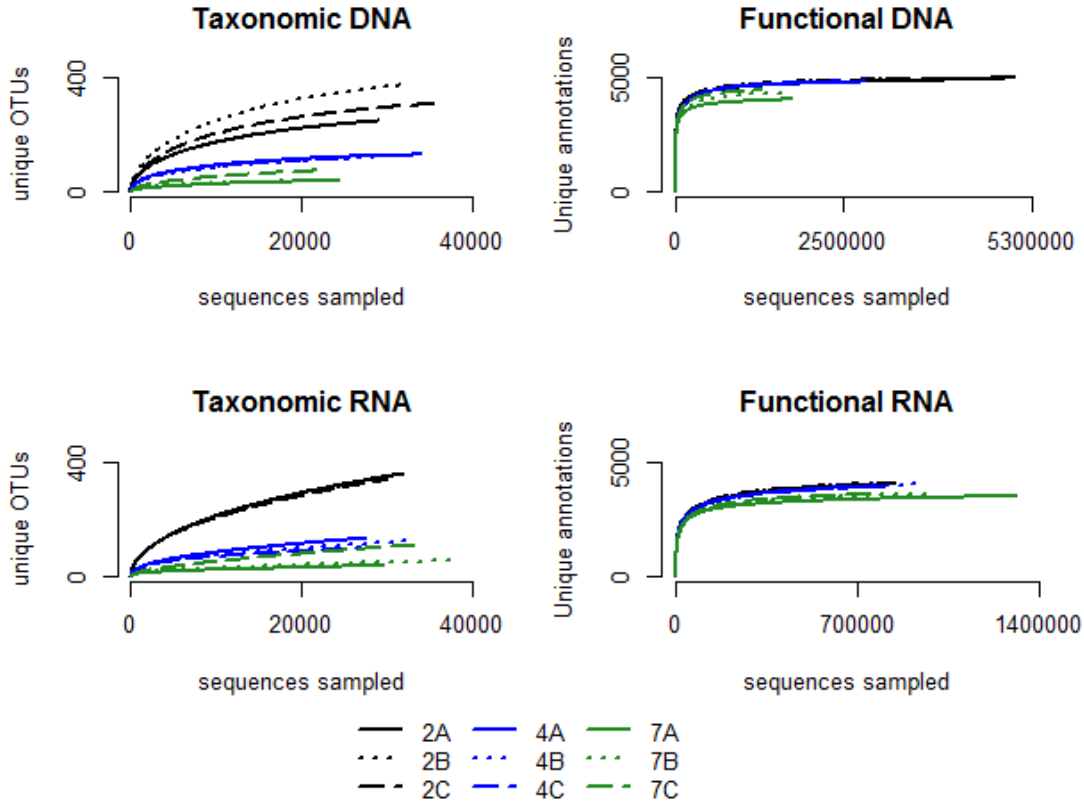 Taxonomic DNA
unique OTUs
400
0
0 20000 40000
sequences sampled
Functional DNA
Unique annotations
5000
0
0 2500000 5300000
sequences sampled
Taxonomic RNA
unique OTUs
400
0
0 20000 40000
sequences sampled
Functional RNA
Unique annotations
5000
0
0 700000 1400000
sequences sampled
2A 4A 7A
2B 4B 7B
2C 4C 7C